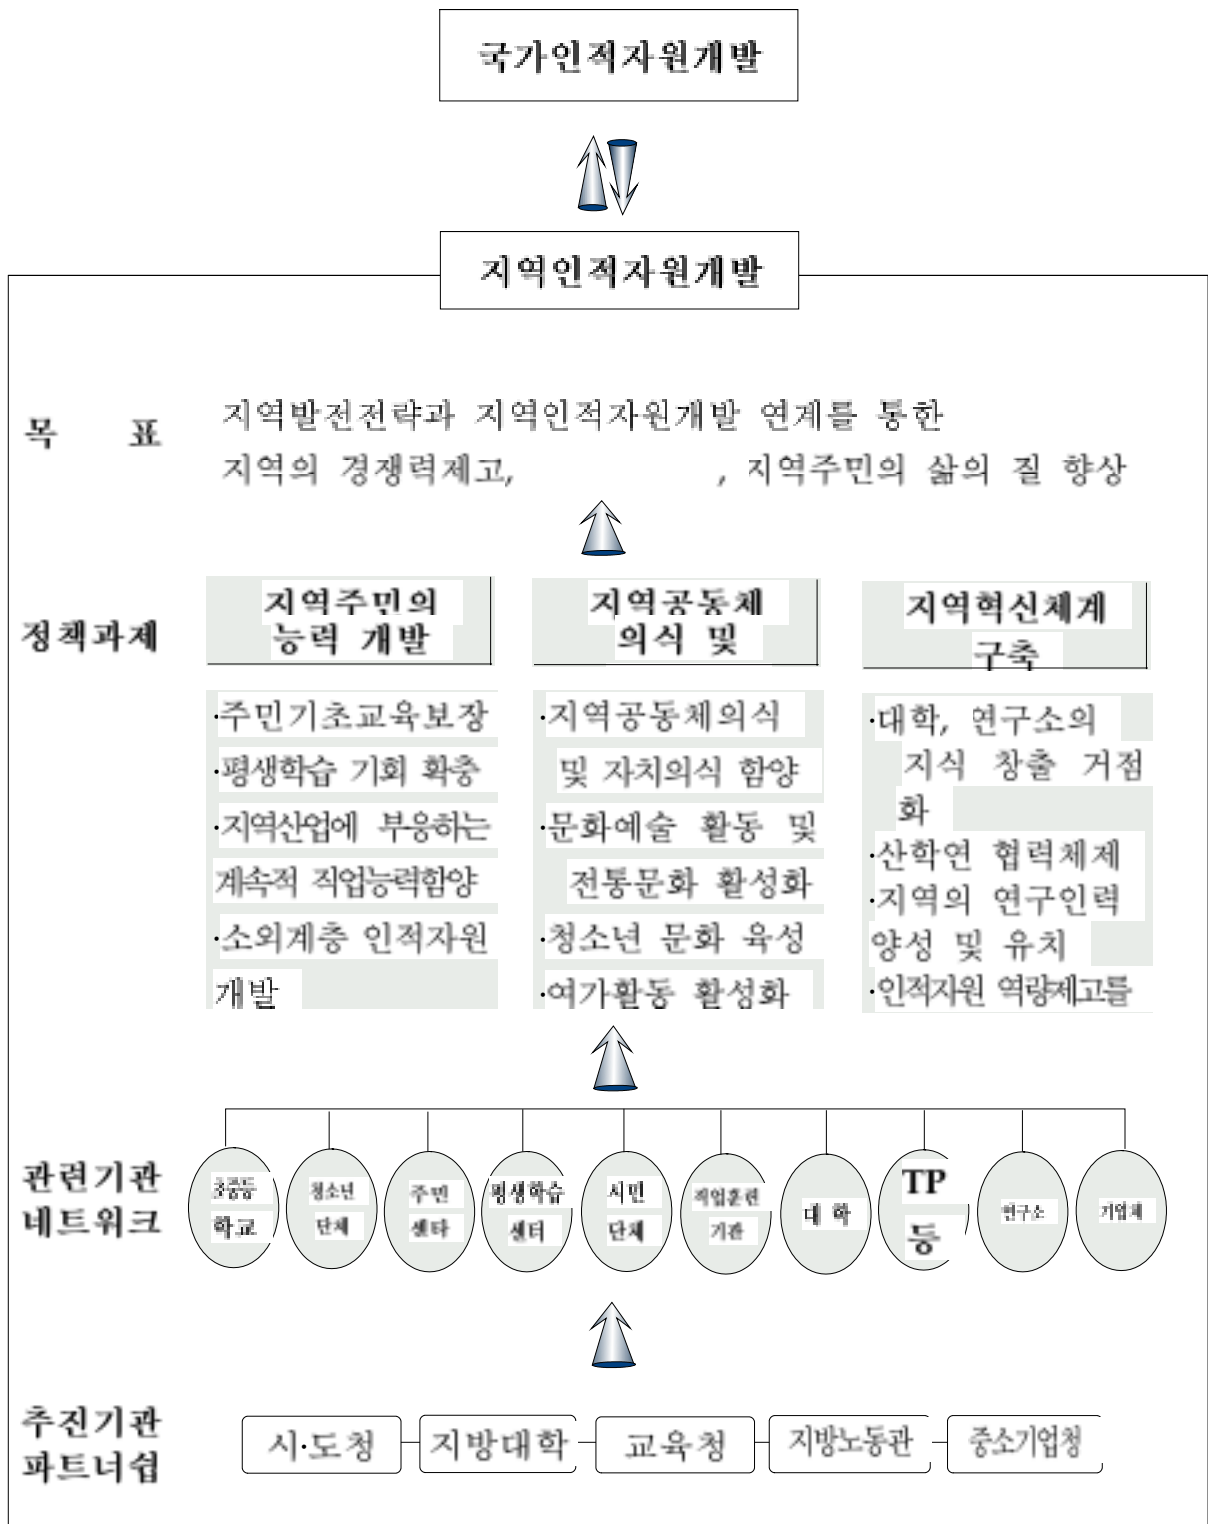 국가인적자원개발
지역인적자원개발
목 표
지역발전전략과 지역인적자원개발 연계를 통한
지역의 경쟁력제고, , 지역주민의 삶의 질 향상
정책과제
지역주민의
능력 개발
지역공동체
의식 및
지역혁신체계
구축
·주민기초교육보장
·평생학습 기회 확충
·지역산업에 부응하는
계속적 직업능력함양
·소외계층 인적자원
개발
·지역공동체의식
및 자치의식 함양
·문화예술 활동 및
전통문화 활성화
·청소년 문화 육성
·여가활동 활성화
·대학, 연구소의
지식 창출 거점
화
·산학연 협력체제
·지역의 연구인력
양성 및 유치
·인적자원 역량제고를
관련기관
네트워크
초중등
학교
청소년
단체
주민
센타
평생학습
센터
시민
단체
직업훈련
기관
대 학
TP
등
연구소
기업체
추진기관
파트너쉽
시·도청
지방대학
교육청
지방노동관
중소기업청